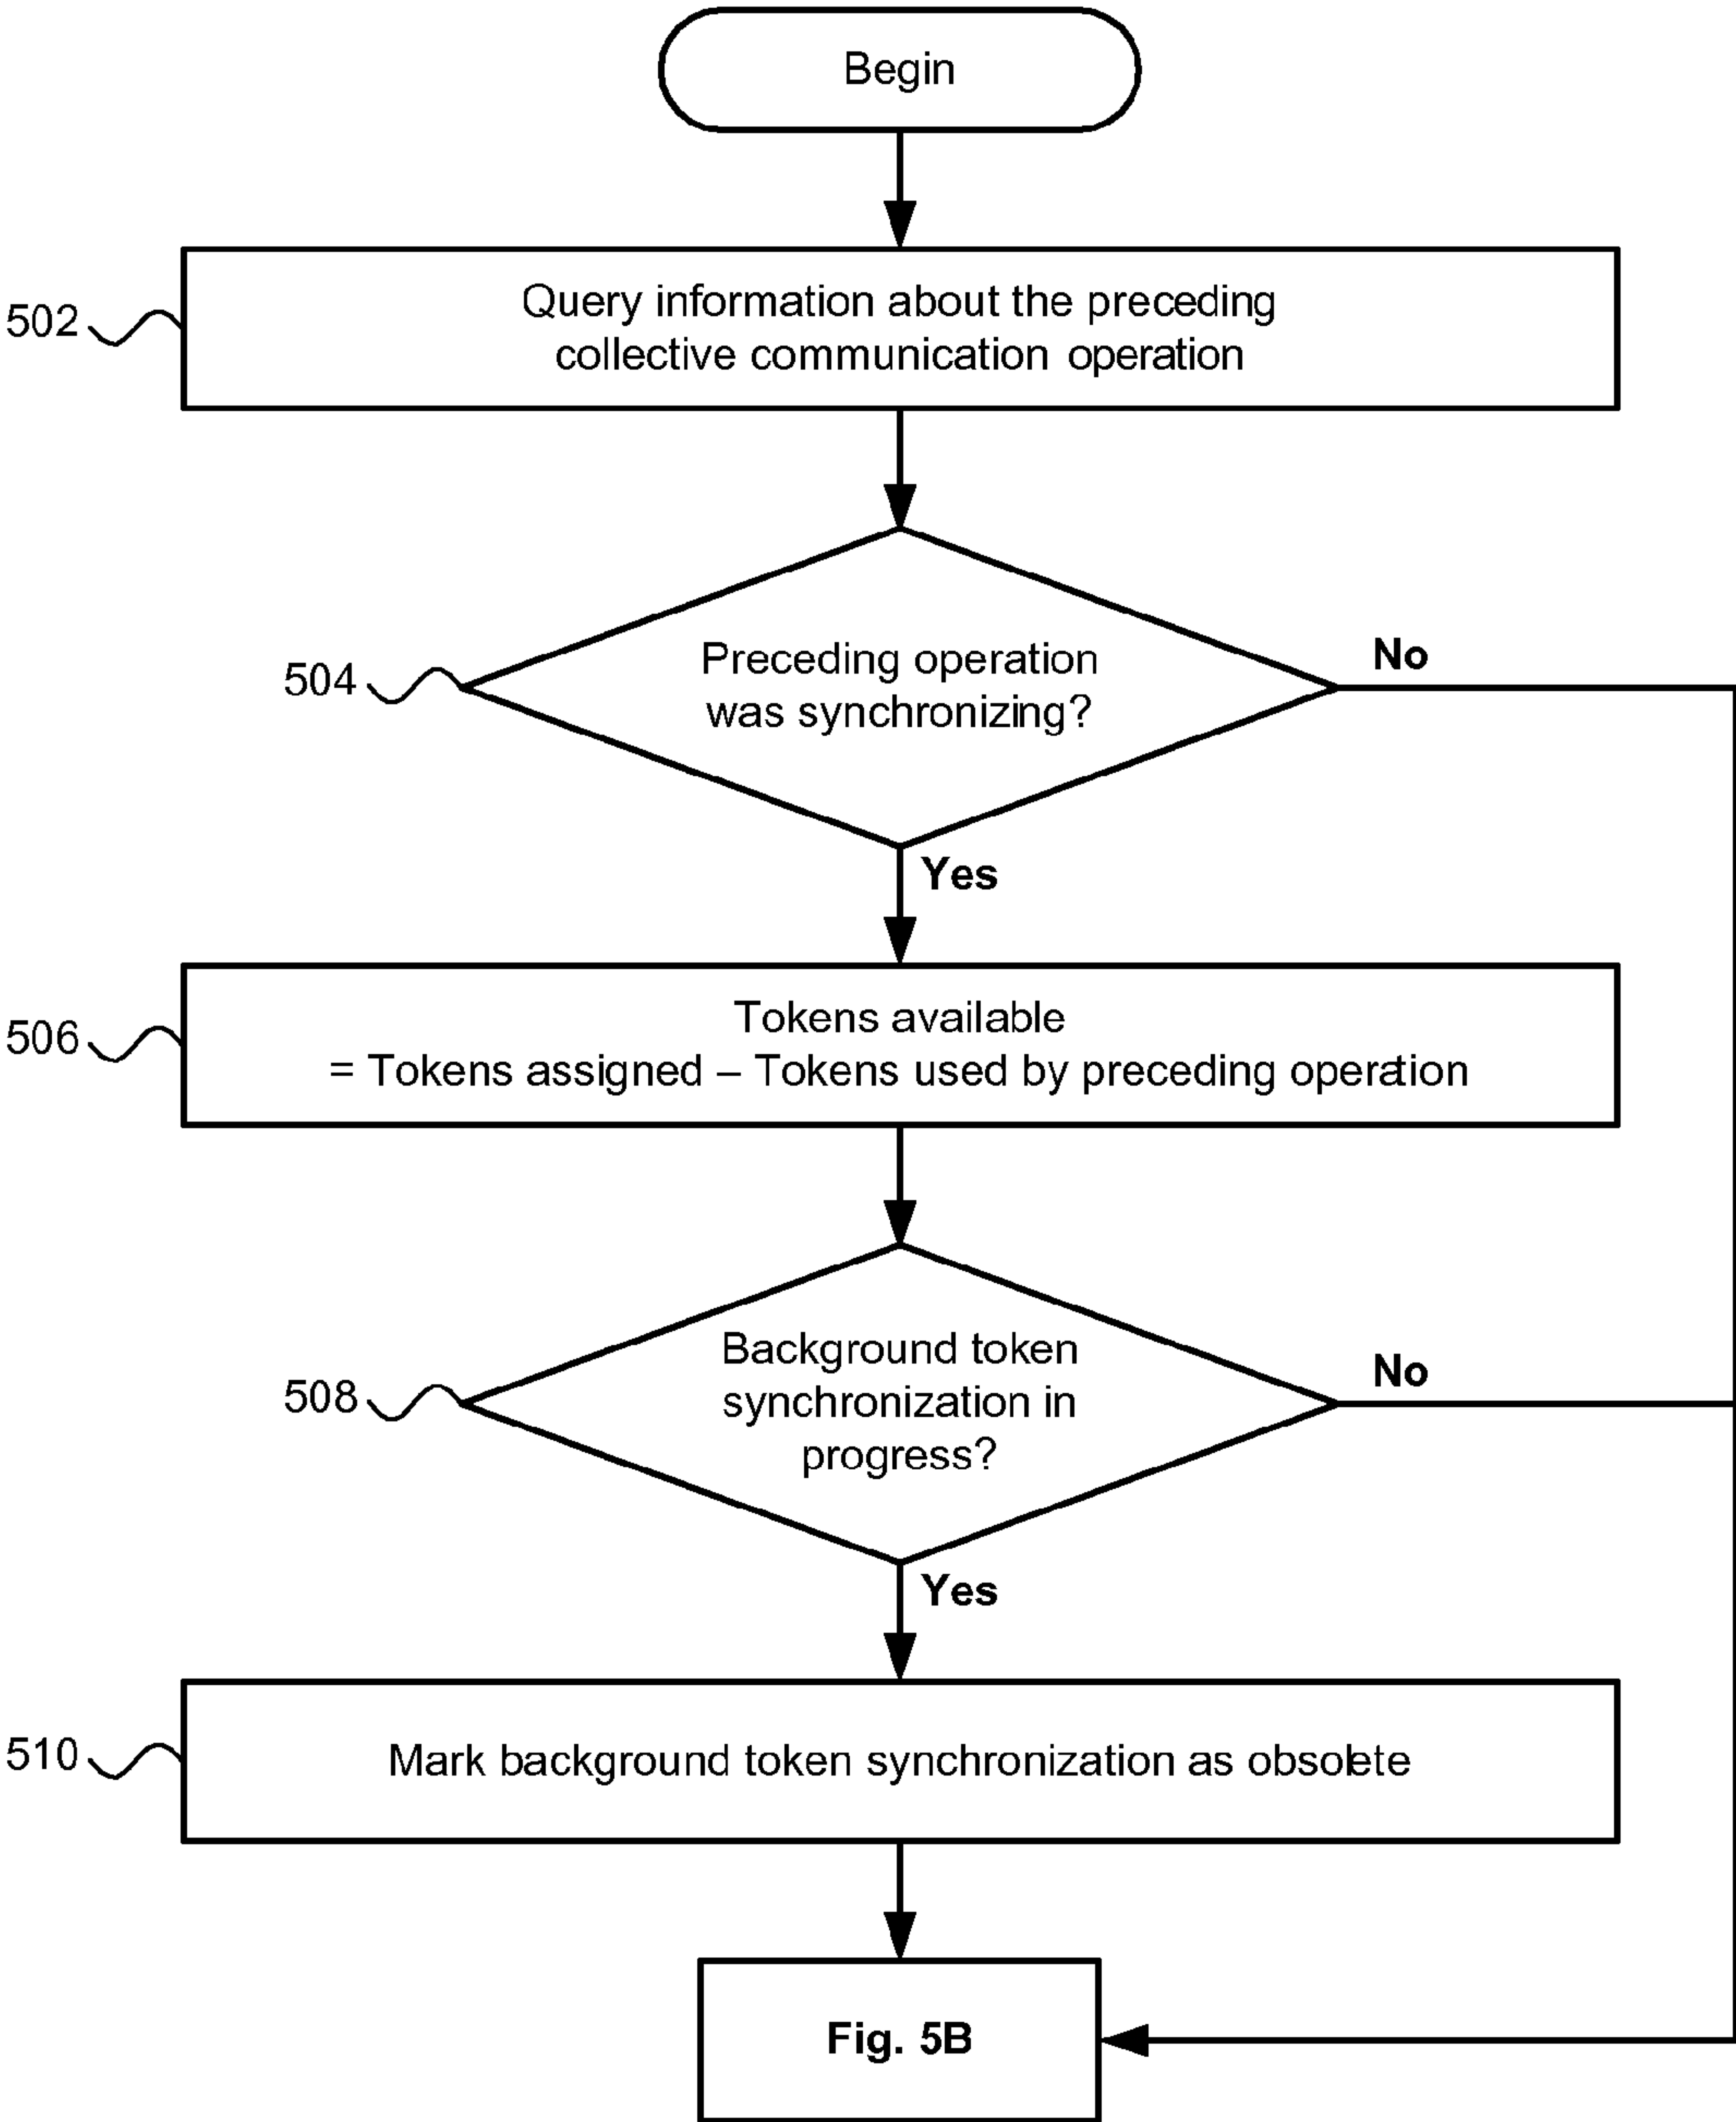 Begin
502
Query information about the preceding
collective communication operation
504
Preceding operation
was synchronizing?
No
Yes
506
Tokens available
= Tokens assigned – Tokens used by preceding operation
508
Background token
synchronization in
progress?
No
Yes
510
Mark background token synchronization as obsolete
Fig. 5B